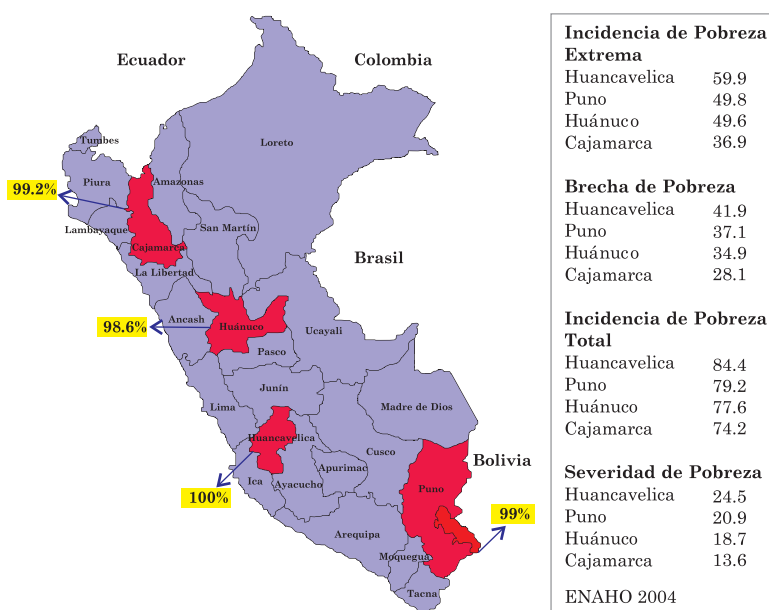 Ecuador
Colombia
Tumbes
Loreto
Piura
Amazonas
99.2%
Lambayaque
San Martín
Cajamarca
Brasil
La Libertad
Ancash
98.6%
Huánuco
Ucayali
Pasco
Junín
Lima
Madre de Dios
Huancavelica
Cusco
Bolivia
Apurimac
Ica
Ayacucho
Puno
100%
99%
Arequipa
Moquegua
Tacna
Incidencia de Pobreza
Extrema
Huancavelica 59.9
Puno 49.8
Huánuco 49.6
Cajamarca 36.9
Brecha de Pobreza
Huancavelica 41.9
Puno 37.1
Huánuco 34.9
Cajamarca 28.1
Incidencia de Pobreza
Total
Huancavelica 84.4
Puno 79.2
Huánuco 77.6
Cajamarca 74.2
Severidad de Pobreza
Huancavelica 24.5
Puno 20.9
Huánuco 18.7
Cajamarca 13.6
ENAHO 2004